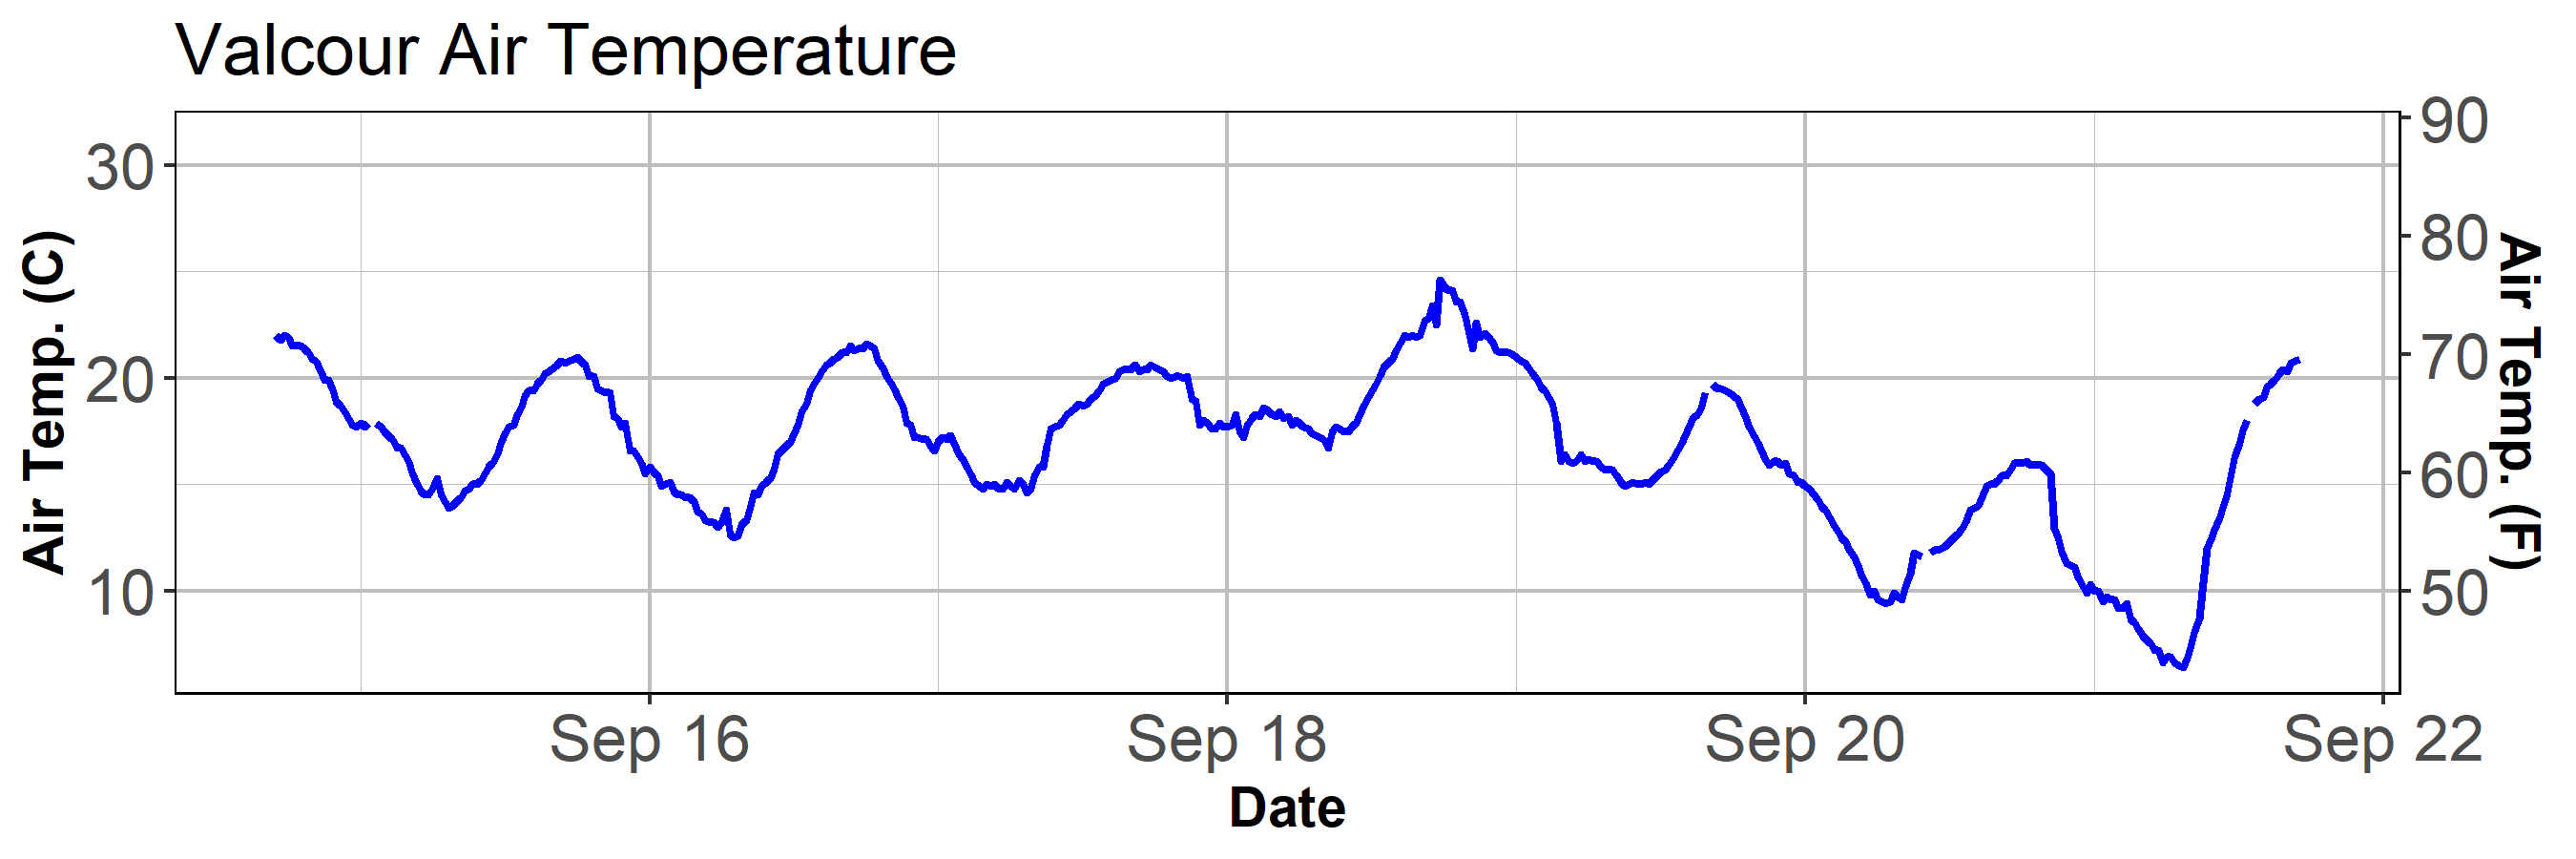 Valcour Air Temperature
Air Temp. (C)
30
20
10
90
80
70
60
50
Air Temp. (F)
Sep 16
Sep 18
Sep 20
Sep 22
Date